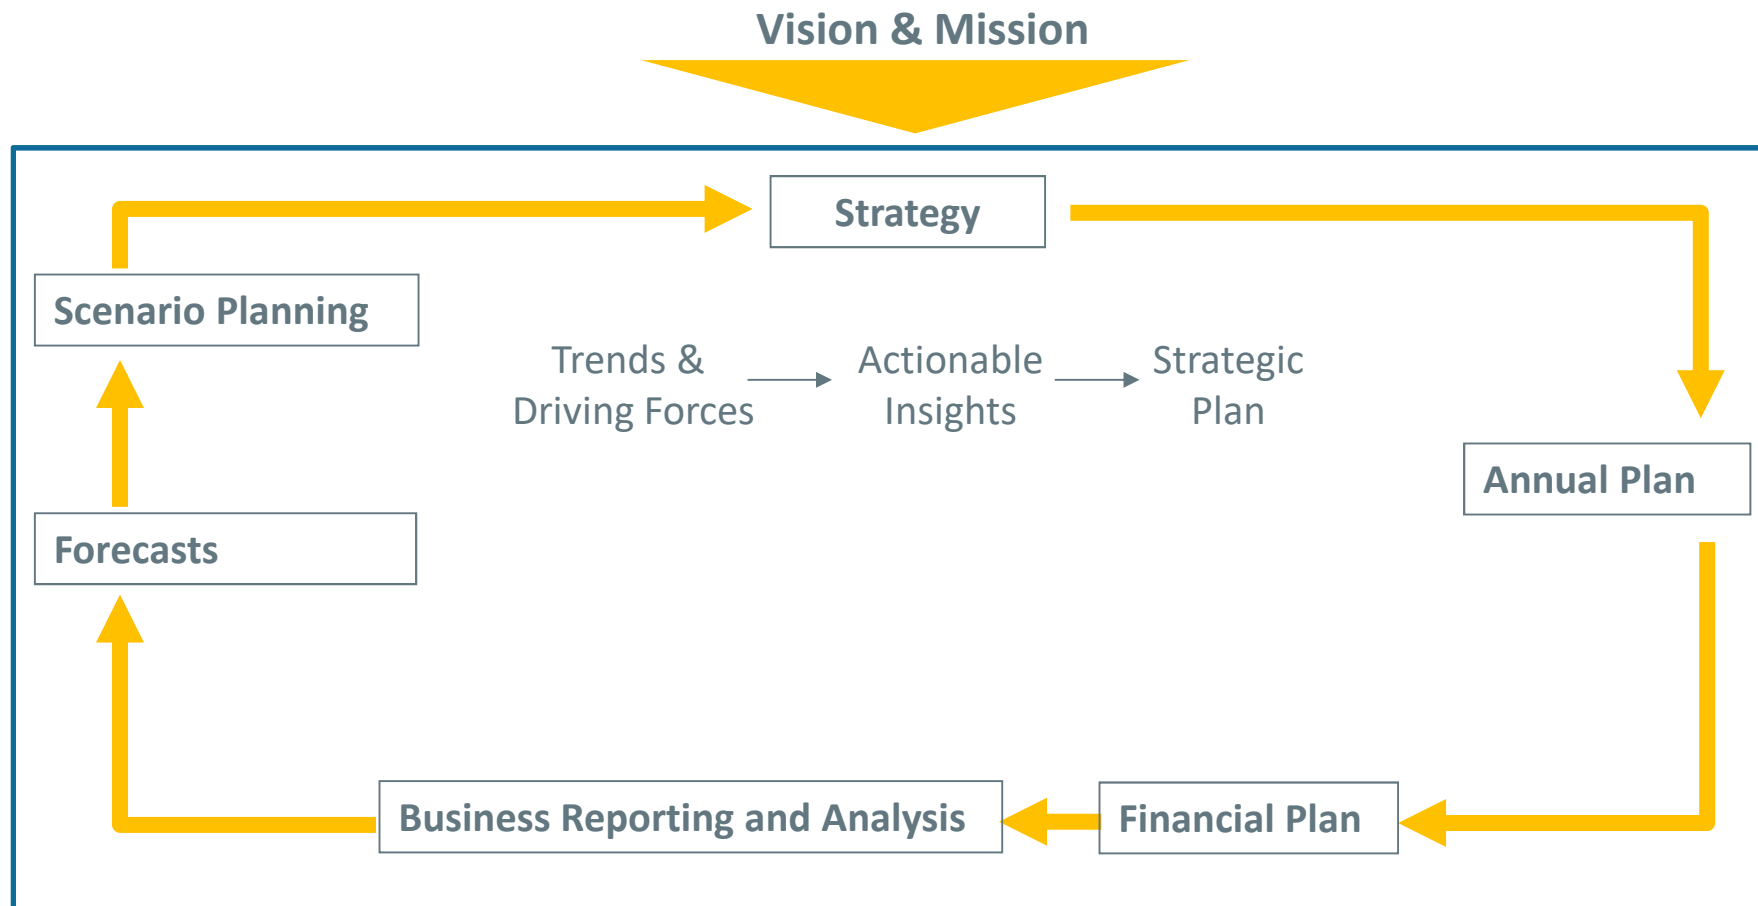 Vision & Mission
Strategy
Scenario Planning
Trends &
Driving Forces
Actionable
Insights
Strategic
Plan
Annual Plan
Forecasts
Business Reporting and Analysis
Financial Plan